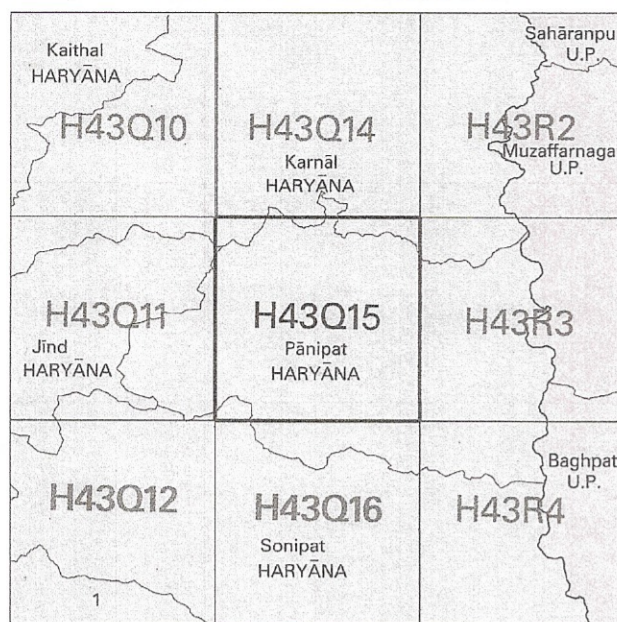 Kaithal
HARYĀNA
H43Q10
H43Q14
Karnāl
HARYĀNA
Sahāranpu
U.P.
H43R2
Muzaffarnaga
U.P.
H43Q11
Jīnd
HARYĀNA
H43Q15
Pānipat
HARYĀNA
H43R3
H43Q12
1
H43Q16
Sonipat
HARYĀNA
Baghpat
U.P.
H43R4